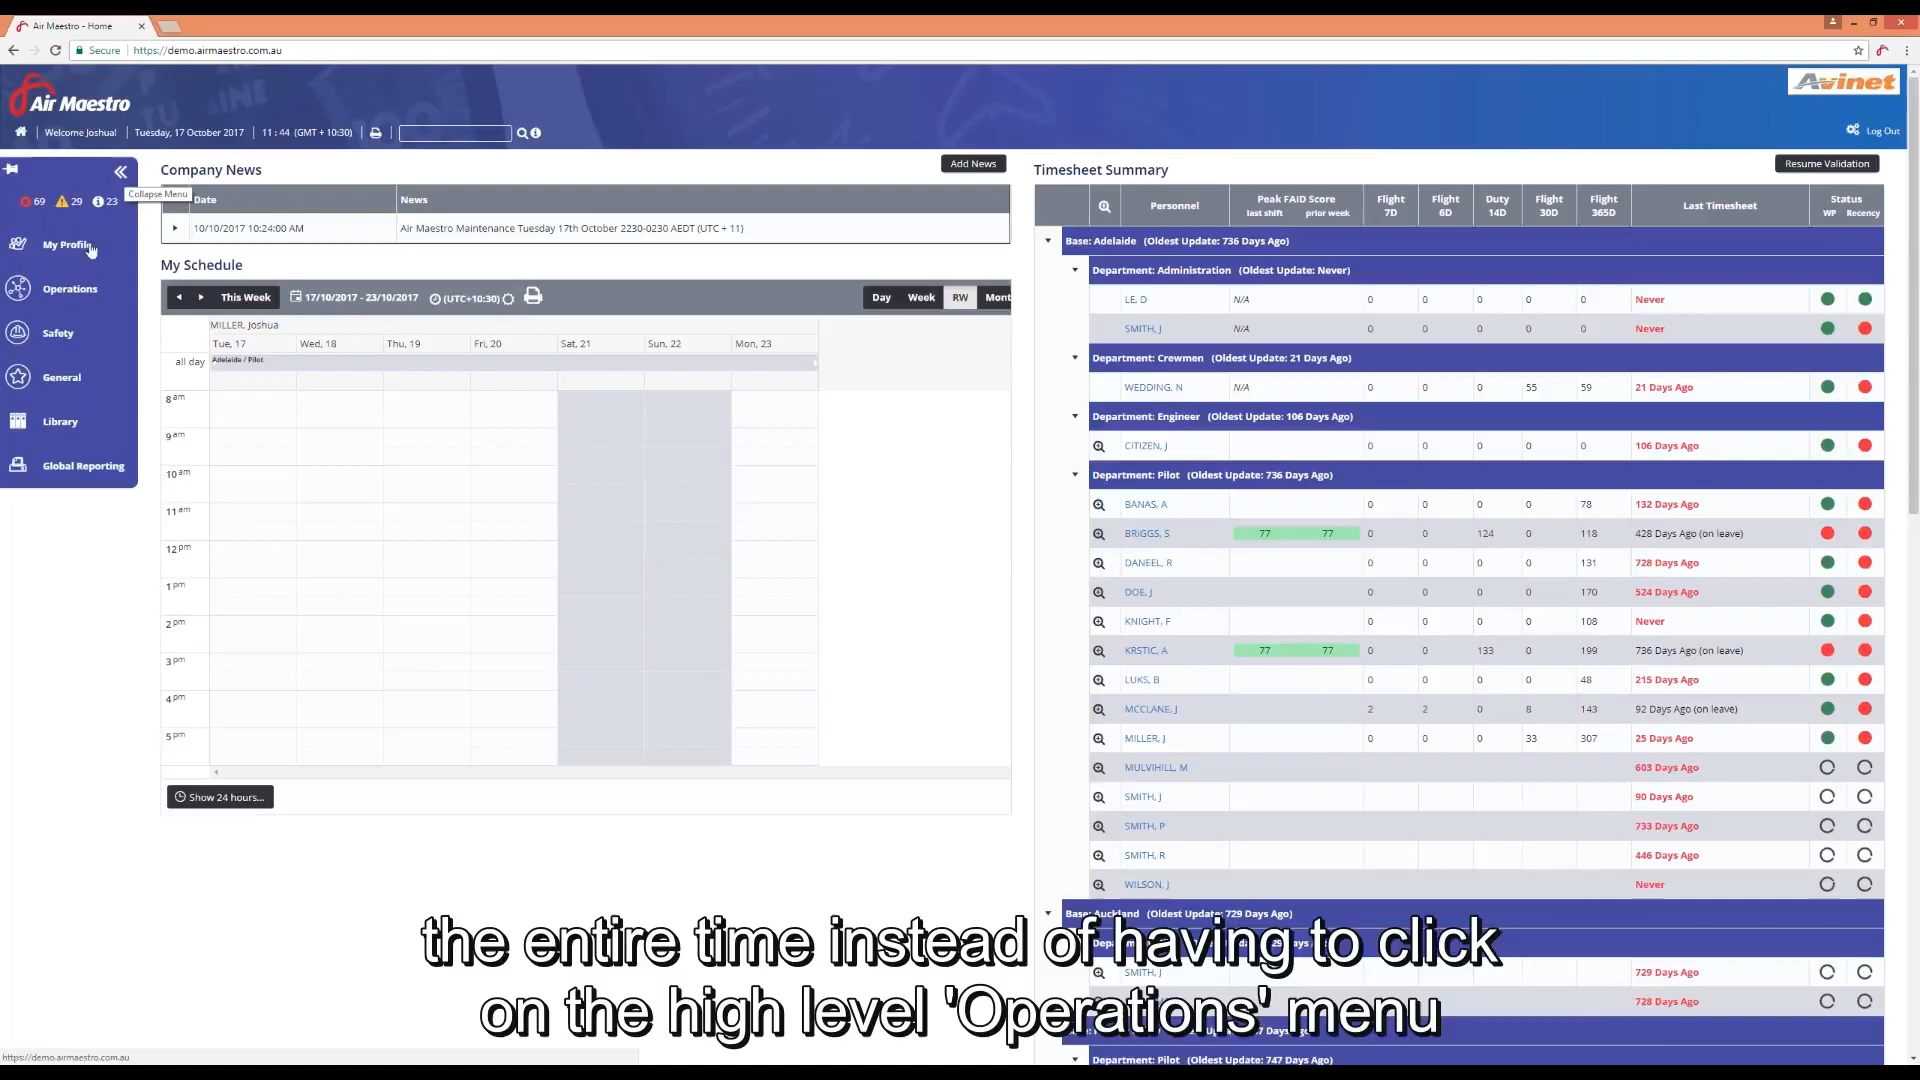 Air Maestro - Home
Secure
https://demo.airmaestro.com.au
Air Maestro
Avinet
Welcome Joshua!
Tuesday, 17 October 2017
11 : 44 (GMT + 10:30)
Log Out
69
29
23
Collapse Menu
My Profile
Operations
Safety
General
Library
Global Reporting
Company News
Add News
Date
News
10/10/2017 10:24:00 AM
Air Maestro Maintenance Tuesday 17th October 2230-0230 AEDT (UTC + 11)
My Schedule
This Week
17/10/2017 - 23/10/2017
(UTC+10:30)
Day
Week
RW
Mont
MILLER, Joshua
Tue, 17
Wed, 18
Thu, 19
Fri, 20
Sat, 21
Sun, 22
Mon, 23
all day
Adelaide / Pilot
8 am
9 am
10 am
11 am
12 pm
1 pm
2 pm
3 pm
4 pm
5 pm
Show 24 hours...
Timesheet Summary
Resume Validation
Personnel
Peak FAID Score
last shift
prior week
Flight 7D
Flight 6D
Duty 14D
Flight 30D
Flight 365D
Last Timesheet
Status
WP
Recency
Base: Adelaide (Oldest Update: 736 Days Ago)
Department: Administration (Oldest Update: Never)
LE, D N/A 0 0 0 0 0 Never
SMITH, J N/A 0 0 0 0 0 Never
Department: Crewmen (Oldest Update: 21 Days Ago)
WEDDING, N N/A 0 0 0 55 59 21 Days Ago
Department: Engineer (Oldest Update: 106 Days Ago)
CITIZEN, J 0 0 0 0 0 106 Days Ago
Department: Pilot (Oldest Update: 736 Days Ago)
BANAS, A 0 0 0 0 78 132 Days Ago
BRIGGS, S 77 77 0 0 124 0 118 428 Days Ago (on leave)
DANEEL, R 0 0 0 0 131 728 Days Ago
DOE, J 0 0 0 0 170 524 Days Ago
KNIGHT, F 0 0 0 0 108 Never
KRSTIC, A 77 77 0 0 133 0 199 736 Days Ago (on leave)
LUKS, B 0 0 0 0 48 215 Days Ago
MCCLANE, J 2 2 0 8 143 92 Days Ago (on leave)
MILLER, J 0 0 0 33 307 25 Days Ago
MULVIHILL, M 603 Days Ago
SMITH, J 90 Days Ago
SMITH, P 733 Days Ago
SMITH, R 446 Days Ago
WILSON, J Never
Base: Auckland (Oldest Update: 729 Days Ago)
SMITH, J 729 Days Ago
728 Days Ago
Department: Pilot (Oldest Update: 747 Days Ago)
the entire time instead of having to click
on the high level 'Operations' menu
https://demo.airmaestro.com.au